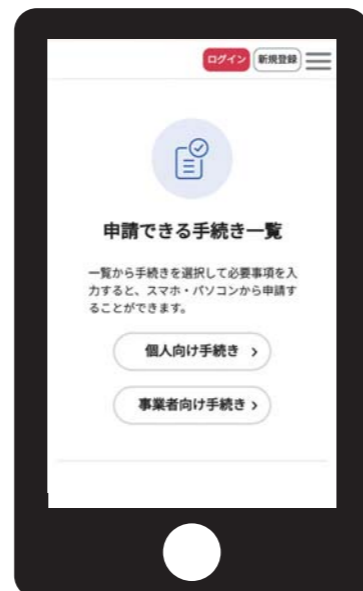 ログイン 新規登録
申請できる手続き一覧
一覧から手続きを選択して必要事項を入
力すると、スマホ・パソコンから申請す
ることができます。
個人向け手続き
事業者向け手続き